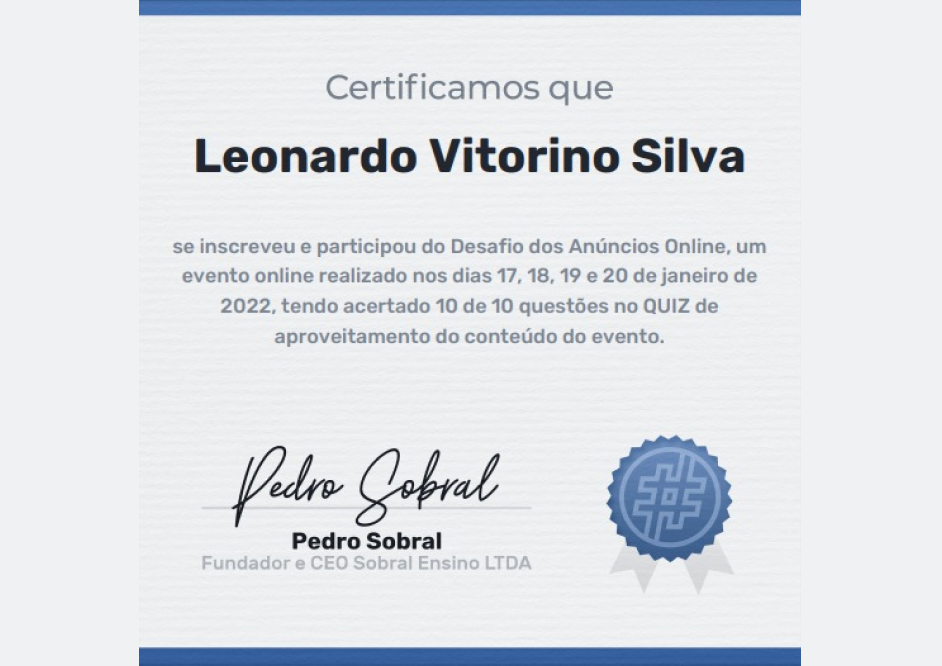 Certificamos que
Leonardo Vitorino Silva
se inscreveu e participou do Desafio dos Anúncios Online, um
evento online realizado nos dias 17, 18, 19 e 20 de janeiro de
2022, tendo acertado 10 de 10 questões no QUIZ de
aproveitamento do conteúdo do evento.
Pedro Sobral
Pedro Sobral
Fundador e CEO Sobral Ensino LTDA